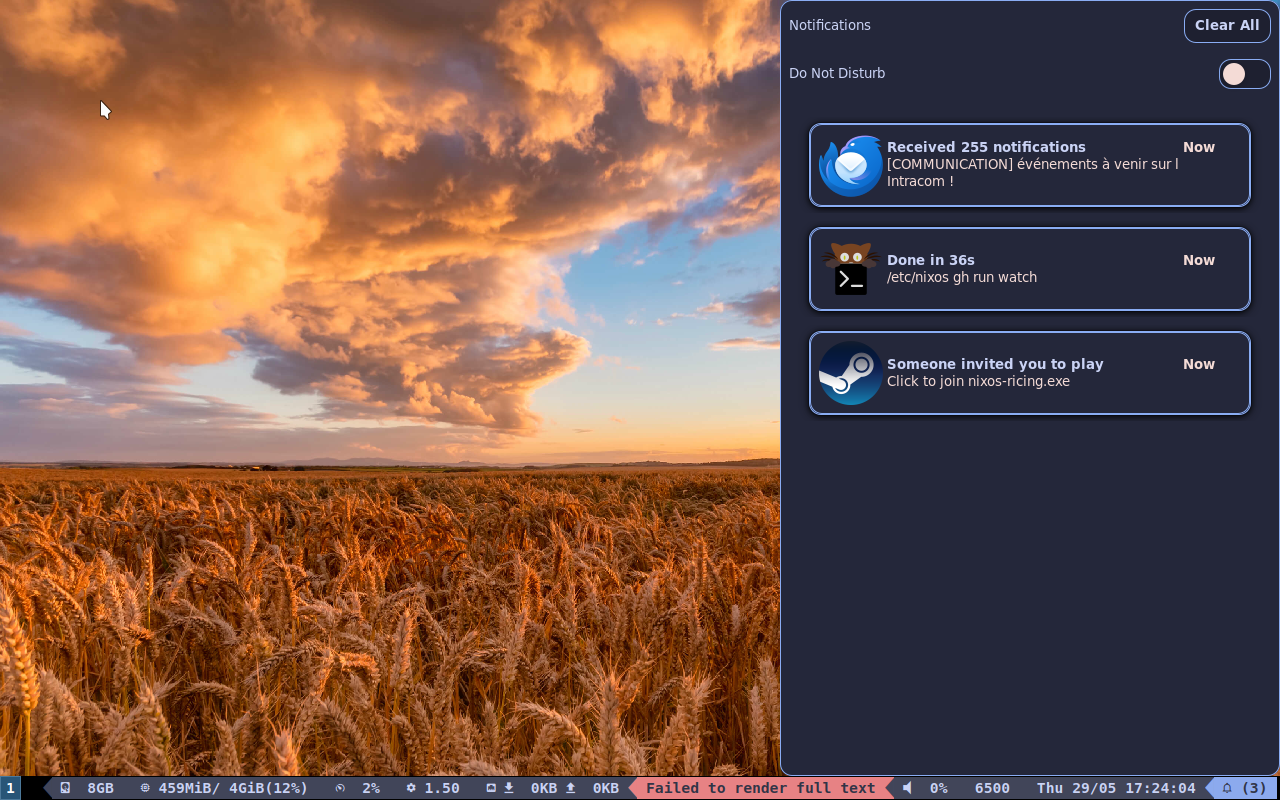 Notifications
Clear All
Do Not Disturb
Received 255 notifications Now
[COMMUNICATION] événements à venir sur l
Intracom !
Done in 36s Now
/etc/nixos gh run watch
Someone invited you to play Now
Click to join nixos-ricing.exe
1 8GB 459MiB/ 4GiB(12%) 2% 1.50 0KB 0KB Failed to render full text 0% 6500 Thu 29/05 17:24:04 (3)